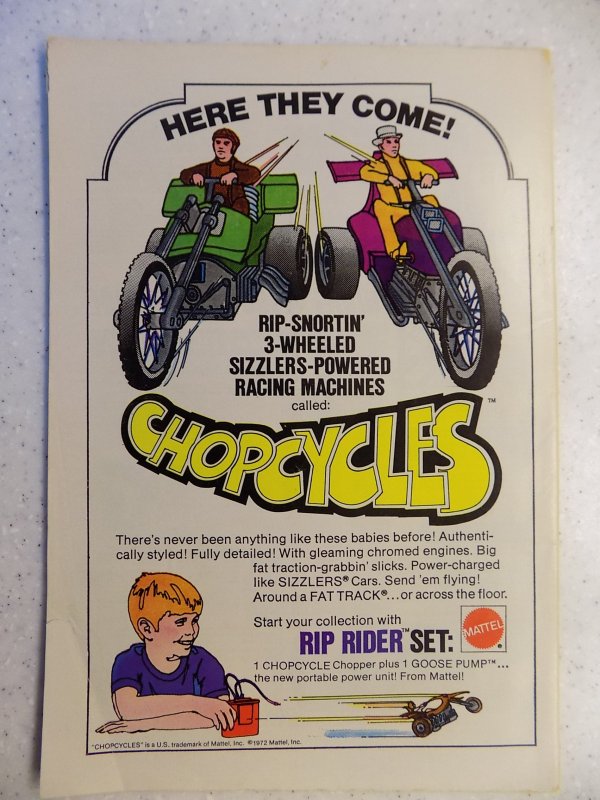 HERE THEY COME!
RIP-SNORTIN'
3-WHEELED
SIZZLERS-POWERED
RACING MACHINES
called:
CHOPCYCLES™
There's never been anything like these babies before! Authenti-
cally styled! Fully detailed! With gleaming chromed engines. Big
fat traction-grabbin' slicks. Power-charged
like SIZZLERS® Cars. Send 'em flying!
Around a FAT TRACK®...or across the floor.
Start your collection with
RIP RIDER™ SET:
MATTEL®
1 CHOPCYCLE Chopper plus 1 GOOSE PUMP™...
the new portable power unit! From Mattel!
"CHOPCYCLES" is a U.S. trademark of Mattel, Inc. ©1972 Mattel, Inc.